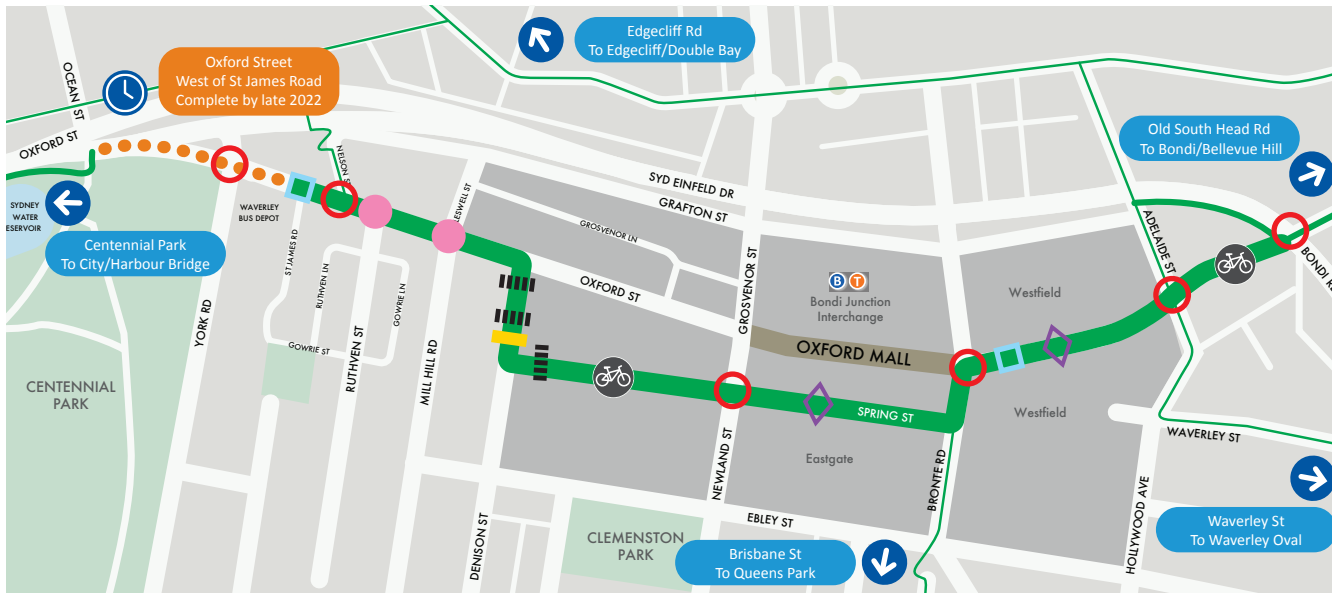 OCEAN ST
OXFORD ST
Oxford Street
West of St James Road
Complete by late 2022
Edgecliff Rd
To Edgecliff/Double Bay
Old South Head Rd
To Bondi/Bellevue Hill
SYDNEY
WATER
Centennial Park
To City/Harbour Bridge
WAVERLEY
BUS DEPOT
NELSON ST
SYD EINFELD DR
GRAFTON ST
GROSVENOR LN
OXFORD ST
GROSVENOR ST
B T
Bondi Junction
Interchange
Westfield
ADELAIDE ST
OXFORD MALL
YORK RD
ST JAMES RD
RUTHVEN LN
GOWRIE LN
GOWRIE ST
RUTHVEN ST
MILL HILL RD
CENTENNIAL
PARK
SPRING ST
Westfield
Eastgate
NEWLAND ST
BRONTE RD
WAVERLEY ST
HOLLYWOOD AVE
DENISON ST
EBLEY ST
CLEMENSTON
PARK
Brisbane St
To Queens Park
Waverley St
To Waverley Oval